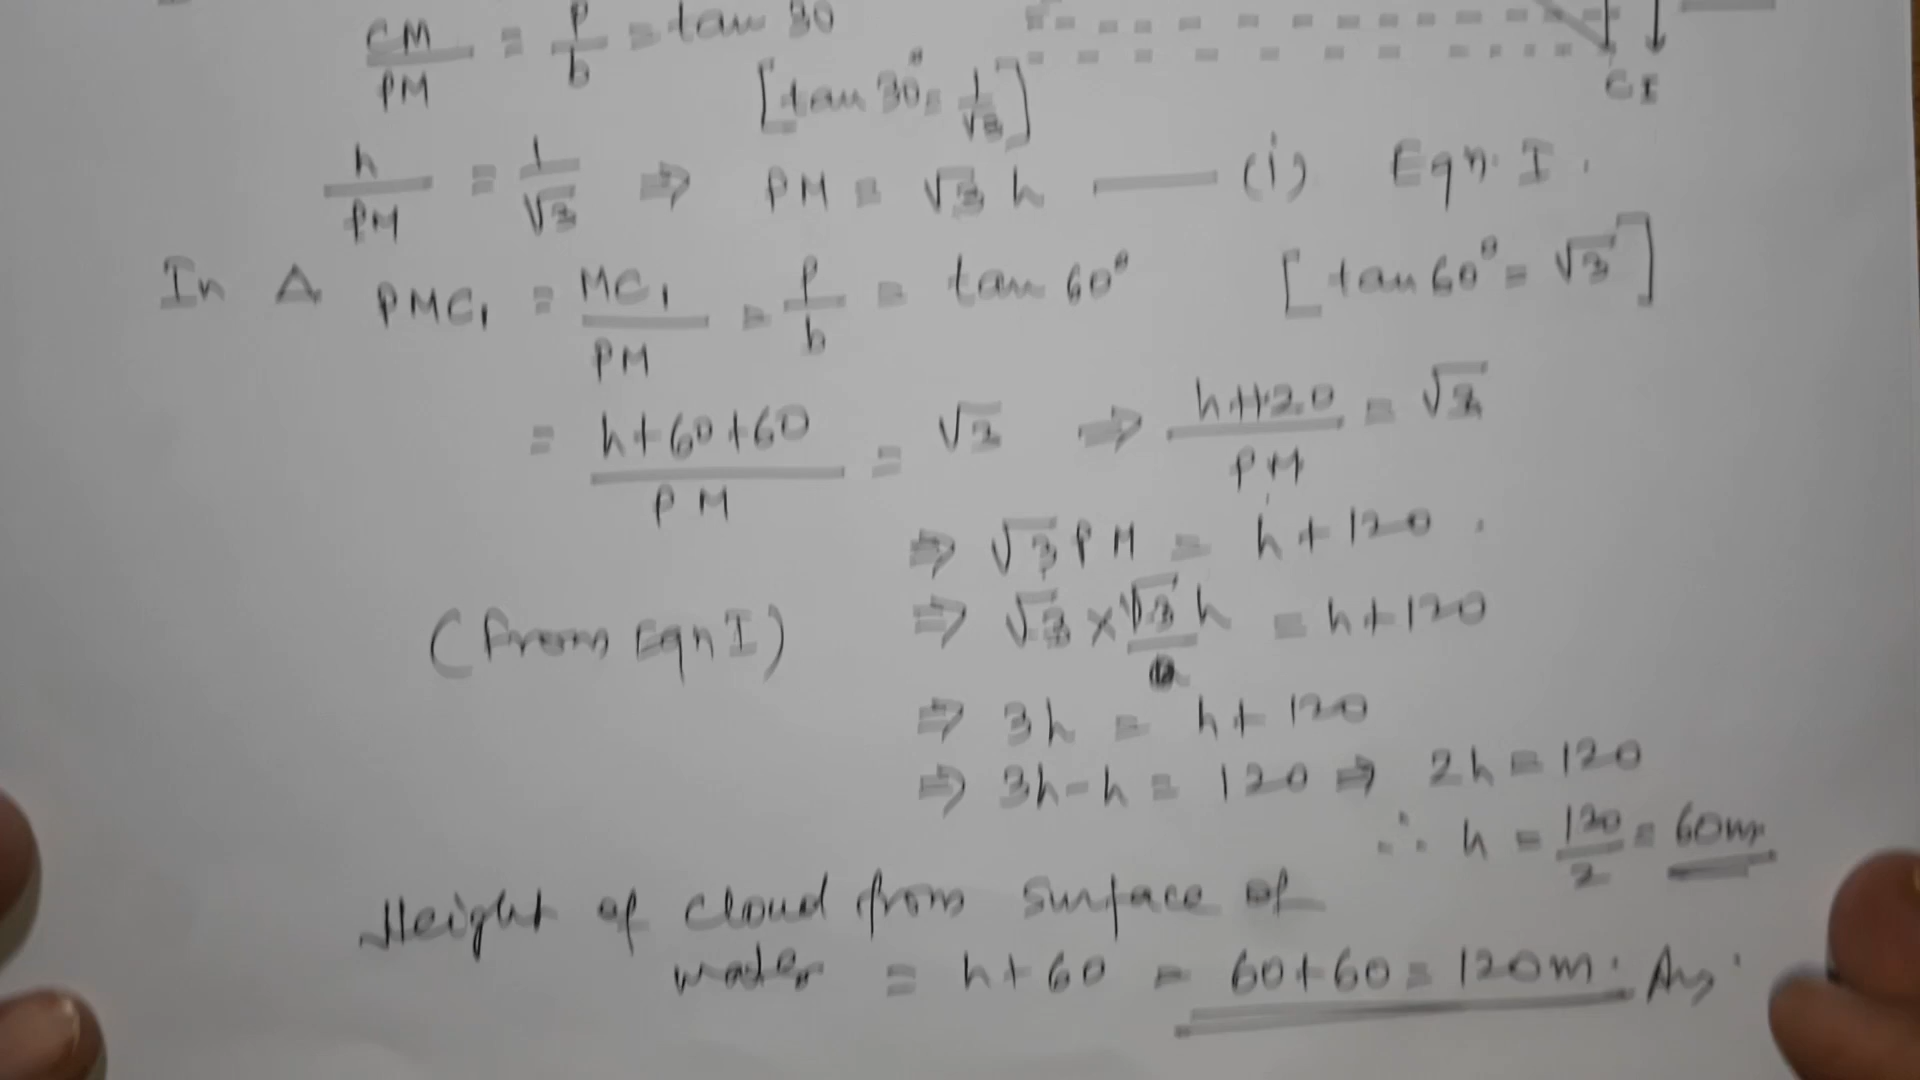 CM/PM = P/b = tan 30
[tan 30° = 1/√3]
C1
h/PM = 1/√3 ⇒ PM = √3 h —— (i) Eqn. I.
In Δ PMC₁ = MC₁/PM = P/b = tan 60° [tan 60° = √3]
= h+60+60/PM = √3 ⇒ h+120/PM = √3
⇒ √3 PM = h + 120.
(From Eqn I) ⇒ √3 × √3 h = h + 120
⇒ 3h = h + 120
⇒ 3h - h = 120 ⇒ 2h = 120
∴ h = 120/2 = 60m
Height of cloud from surface of
water = h + 60 = 60 + 60 = 120m. Ans.